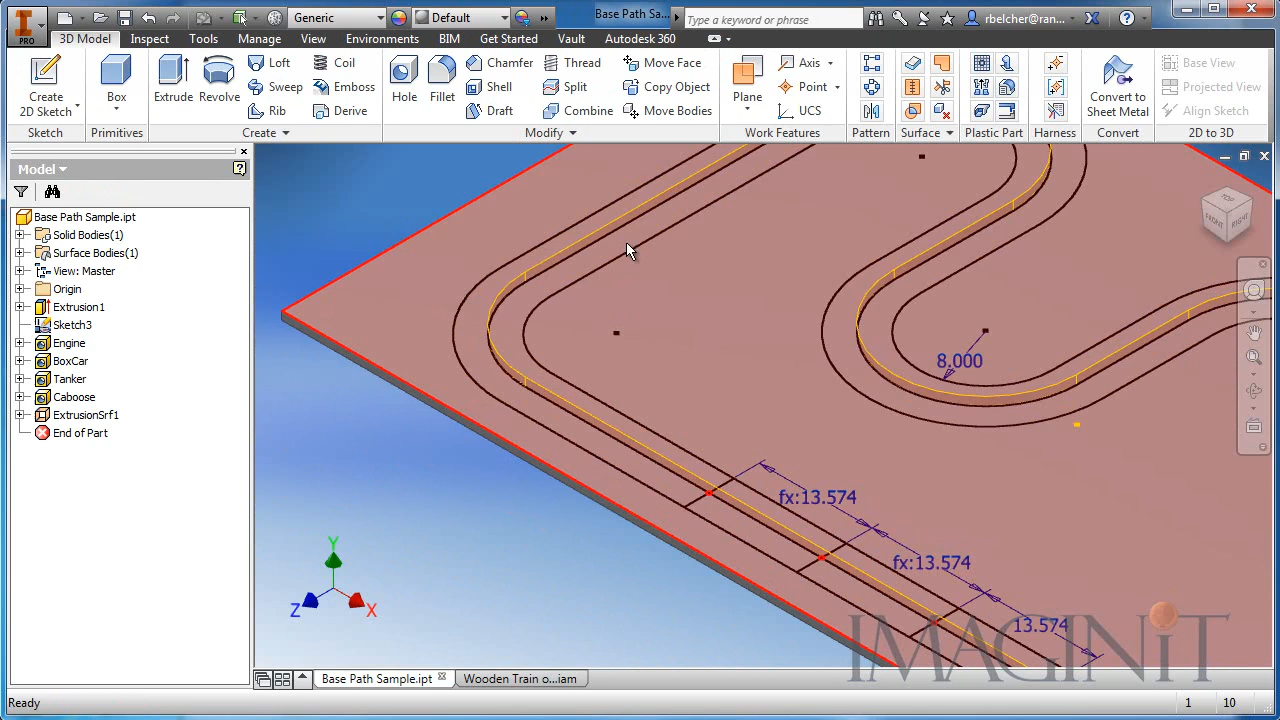 PRO
Generic
Default
Base Path Sa...
Type a keyword or phrase
rbelcher@ran...
3D Model Inspect Tools Manage View Environments BIM Get Started Vault Autodesk 360
Create 2D Sketch
Box
Extrude
Revolve
Loft
Sweep
Rib
Coil
Emboss
Derive
Hole
Fillet
Chamfer
Shell
Draft
Thread
Split
Combine
Move Face
Copy Object
Move Bodies
Plane
Axis
Point
UCS
Convert to Sheet Metal
Base View
Projected View
Align Sketch
Sketch Primitives Create Modify Work Features Pattern Surface Plastic Part Harness Convert 2D to 3D
Model
Base Path Sample.ipt
Solid Bodies(1)
Surface Bodies(1)
View: Master
Origin
Extrusion1
Sketch3
Engine
BoxCar
Tanker
Caboose
ExtrusionSrf1
End of Part
TOP
FRONT
RIGHT
8.000
fx:13.574
fx:13.574
13.574
Y
Z
X
IMAGINiT
Base Path Sample.ipt
Wooden Train o...iam
Ready
1 10